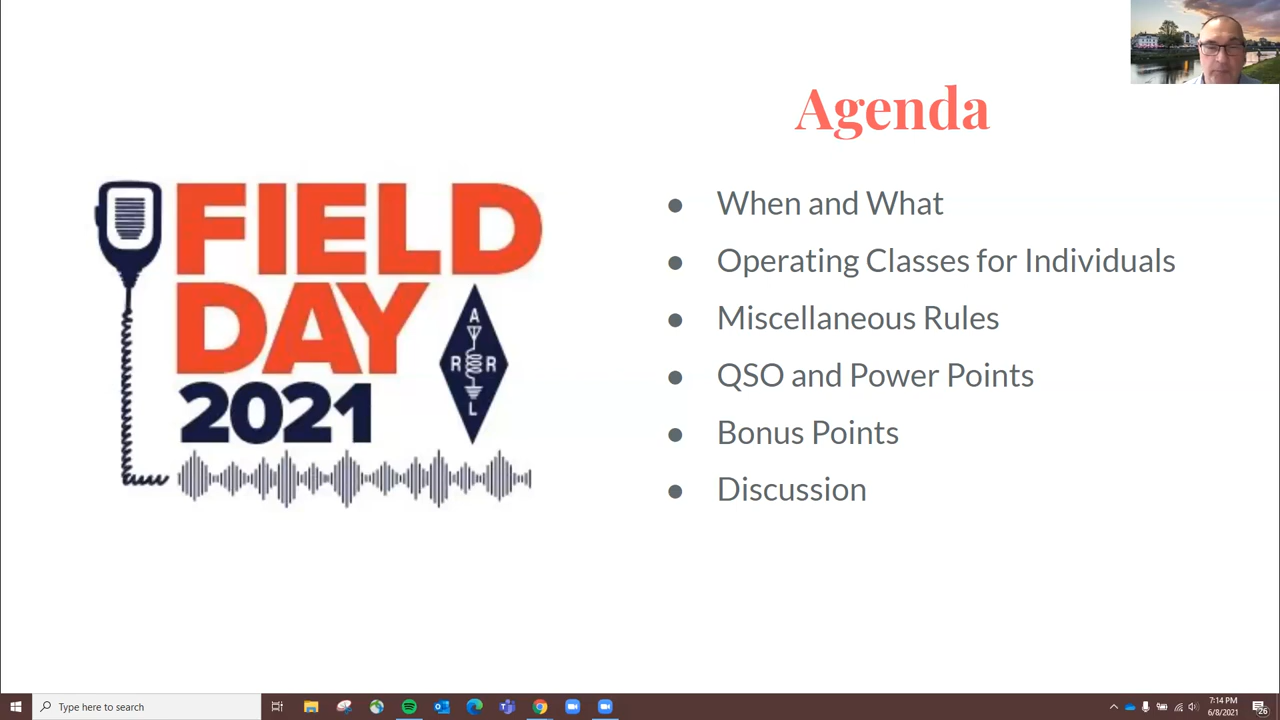 Agenda
FIELD
DAY
2021
A
R R
L
● When and What
● Operating Classes for Individuals
● Miscellaneous Rules
● QSO and Power Points
● Bonus Points
● Discussion
Type here to search
7:14 PM
6/8/2021
26